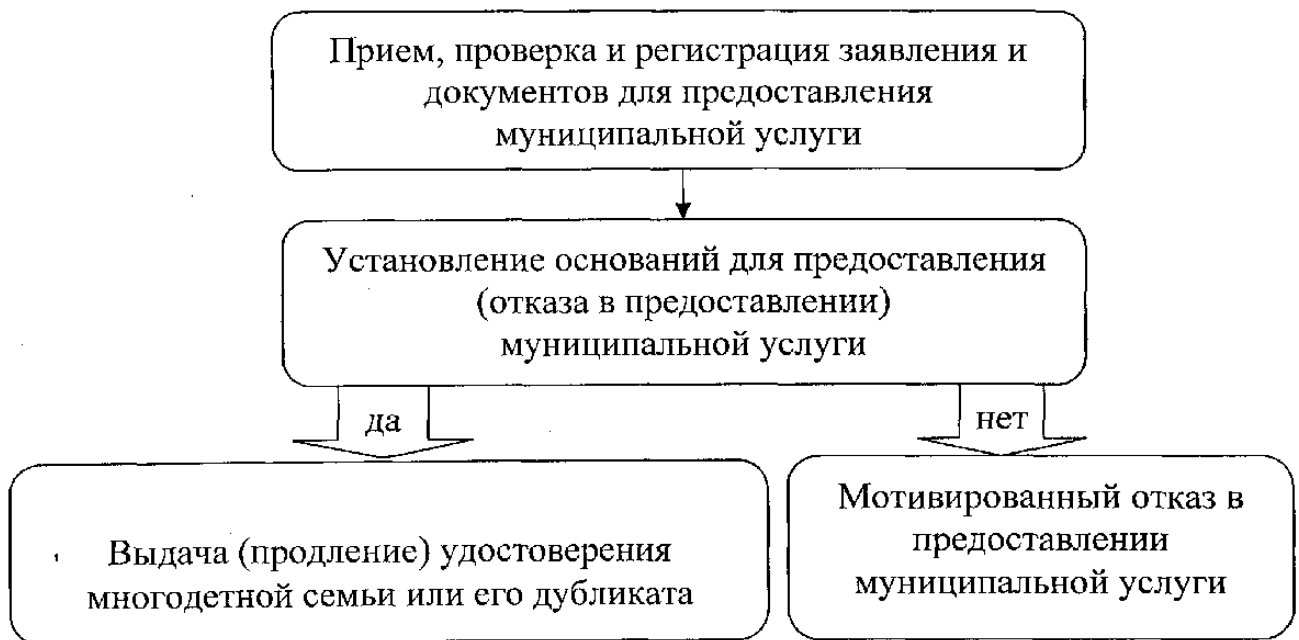 Прием, проверка и регистрация заявления и
документов для предоставления
муниципальной услуги
Установление оснований для предоставления
(отказа в предоставлении)
муниципальной услуги
да
нет
Выдача (продление) удостоверения
многодетной семьи или его дубликата
Мотивированный отказ в
предоставлении
муниципальной услуги